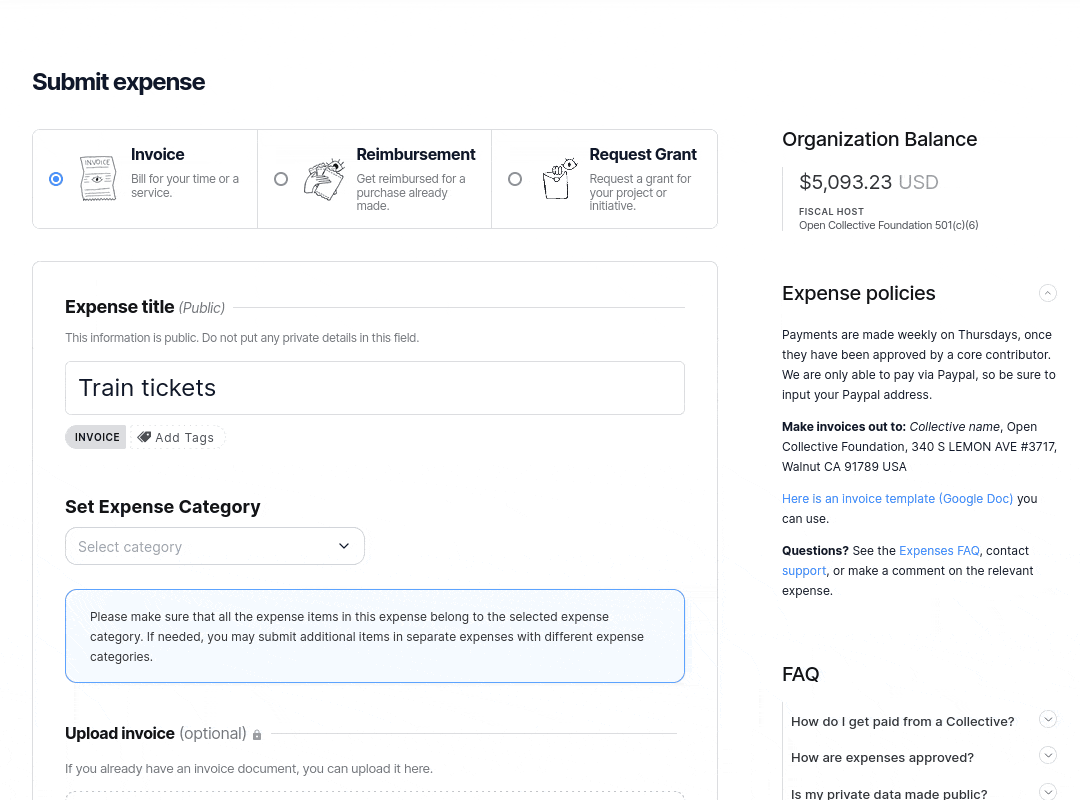 Submit expense
INVOICE
Invoice
Bill for your time or a
service.
Reimbursement
Get reimbursed for a
purchase already
made.
Request Grant
Request a grant for
your project or
initiative.
Expense title (Public)
This information is public. Do not put any private details in this field.
Train tickets
INVOICE
Add Tags
Set Expense Category
Select category
Please make sure that all the expense items in this expense belong to the selected expense
category. If needed, you may submit additional items in separate expenses with different expense
categories.
Upload invoice (optional)
If you already have an invoice document, you can upload it here.
Organization Balance
$5,093.23 USD
FISCAL HOST
Open Collective Foundation 501(c)(6)
Expense policies
Payments are made weekly on Thursdays, once
they have been approved by a core contributor.
We are only able to pay via Paypal, so be sure to
input your Paypal address.
Make invoices out to: Collective name, Open
Collective Foundation, 340 S LEMON AVE #3717,
Walnut CA 91789 USA
Here is an invoice template (Google Doc) you
can use.
Questions? See the Expenses FAQ, contact
support, or make a comment on the relevant
expense.
FAQ
How do I get paid from a Collective?
How are expenses approved?
Is my private data made public?